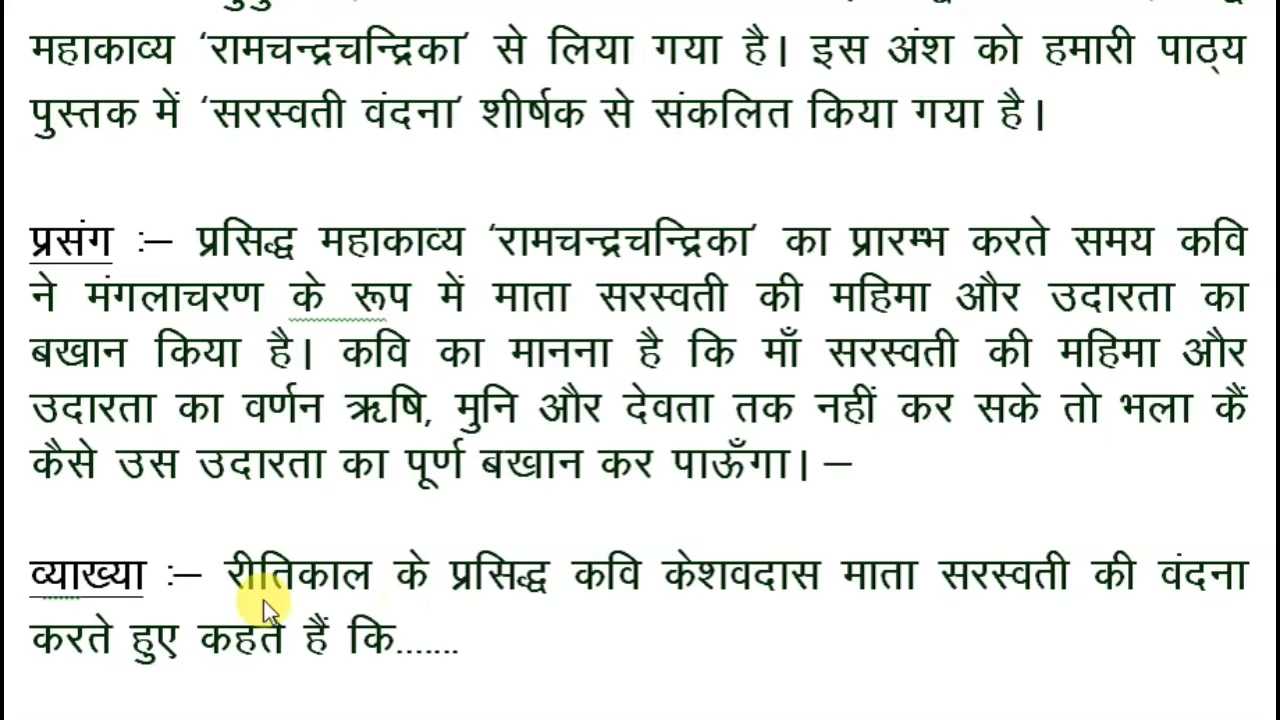 महाकाव्य ‘रामचन्द्रचन्द्रिका’ से लिया गया है। इस अंश को हमारी पाठ्य
पुस्तक में ‘सरस्वती वंदना’ शीर्षक से संकलित किया गया है।
प्रसंग :– प्रसिद्ध महाकाव्य ‘रामचन्द्रचन्द्रिका’ का प्रारम्भ करते समय कवि
ने मंगलाचरण के रूप में माता सरस्वती की महिमा और उदारता का
बखान किया है। कवि का मानना है कि माँ सरस्वती की महिमा और
उदारता का वर्णन ऋषि, मुनि और देवता तक नहीं कर सके तो भला कैं
कैसे उस उदारता का पूर्ण बखान कर पाऊँगा। –
व्याख्या :– रीतिकाल के प्रसिद्ध कवि केशवदास माता सरस्वती की वंदना
करते हुए कहते हैं कि.......